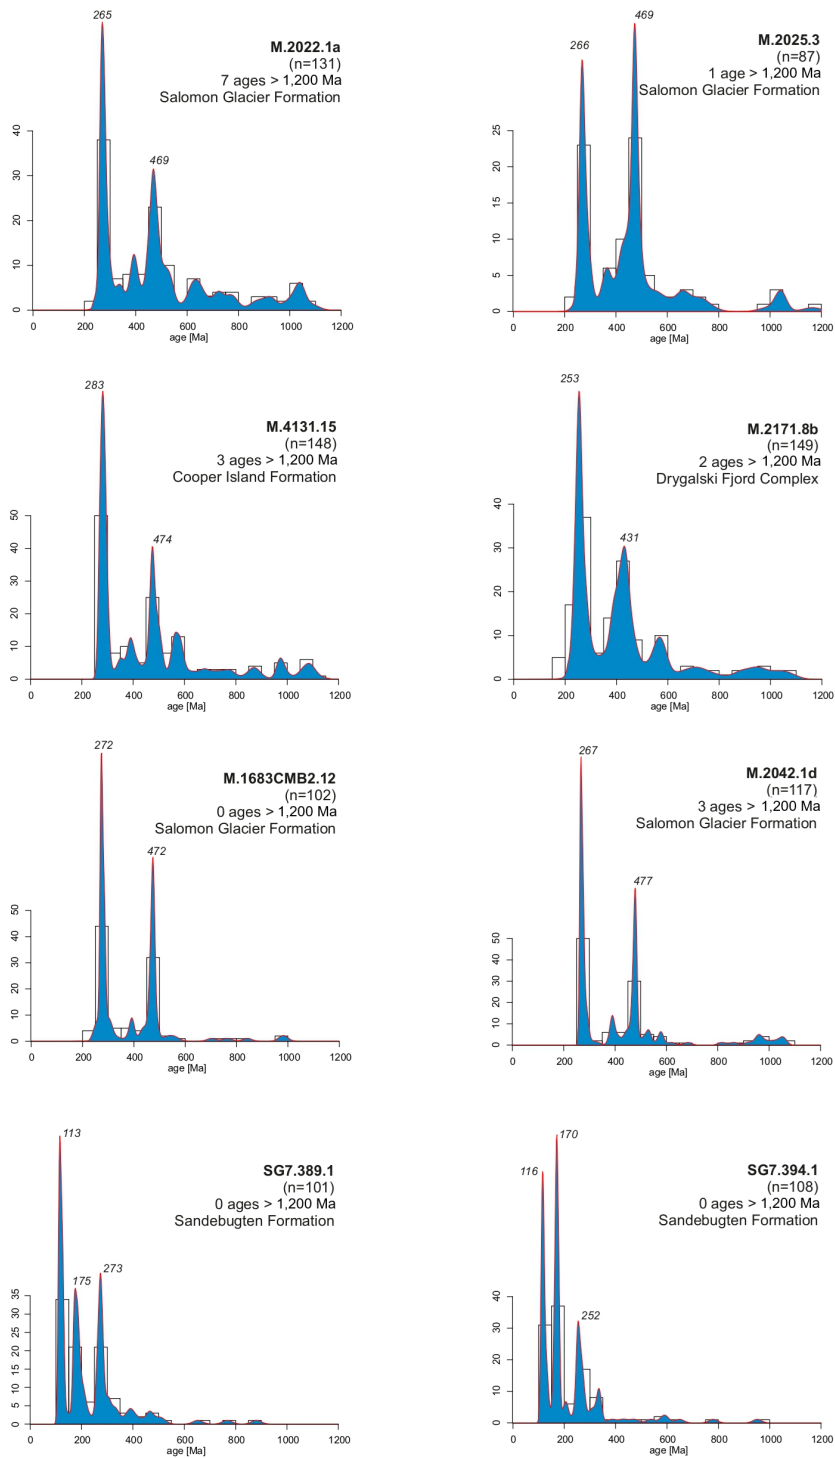 265
M.2022.1a
(n=131)
7 ages > 1,200 Ma
Salomon Glacier Formation
469
40
30
20
10
0
0 200 400 600 800 1000 1200
age [Ma]
469
266
M.2025.3
(n=87)
1 age > 1,200 Ma
Salomon Glacier Formation
25
20
15
10
5
0
0 200 400 600 800 1000 1200
age [Ma]
283
M.4131.15
(n=148)
3 ages > 1,200 Ma
Cooper Island Formation
474
50
40
30
20
10
0
0 200 400 600 800 1000 1200
age [Ma]
253
M.2171.8b
(n=149)
2 ages > 1,200 Ma
Drygalski Fjord Complex
431
40
30
20
10
0
0 200 400 600 800 1000 1200
age [Ma]
272
M.1683CMB2.12
(n=102)
0 ages > 1,200 Ma
Salomon Glacier Formation
472
50
40
30
20
10
0
0 200 400 600 800 1000 1200
age [Ma]
267
M.2042.1d
(n=117)
3 ages > 1,200 Ma
Salomon Glacier Formation
477
50
40
30
20
10
0
0 200 400 600 800 1000 1200
age [Ma]
113
SG7.389.1
(n=101)
0 ages > 1,200 Ma
Sandebugten Formation
175
273
35
30
25
20
15
10
5
0
0 200 400 600 800 1000 1200
age [Ma]
170
116
SG7.394.1
(n=108)
0 ages > 1,200 Ma
Sandebugten Formation
252
40
30
20
10
0
0 200 400 600 800 1000 1200
age [Ma]